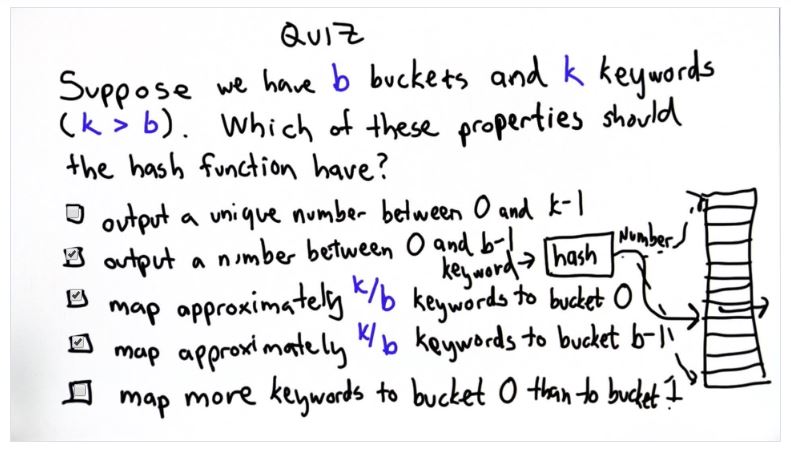 QUIZ
Suppose we have b buckets and k keywords
(k > b). Which of these properties should
the hash function have?
output a unique number between 0 and k-1
output a number between 0 and b-1
map approximately k/b keywords to bucket 0
map approximately k/b keywords to bucket b-1
map more keywords to bucket 0 than to bucket 1
keyword
hash
Number